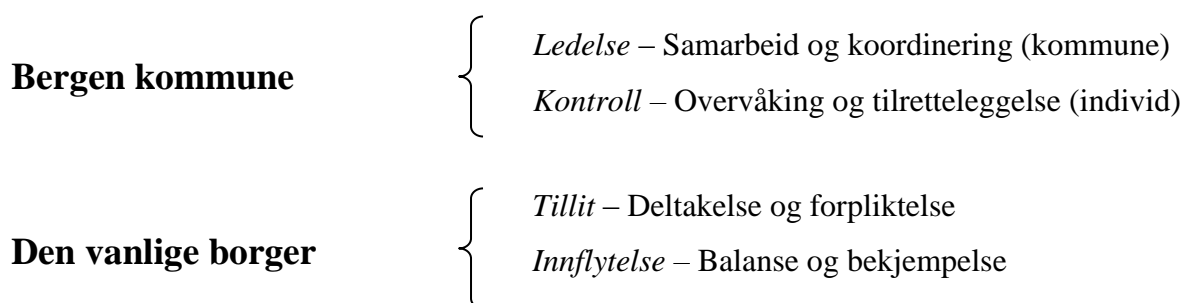 Bergen kommune
Ledelse – Samarbeid og koordinering (kommune)
Kontroll – Overvåking og tilretteleggelse (individ)
Den vanlige borger
Tillit – Deltakelse og forpliktelse
Innflytelse – Balanse og bekjempelse